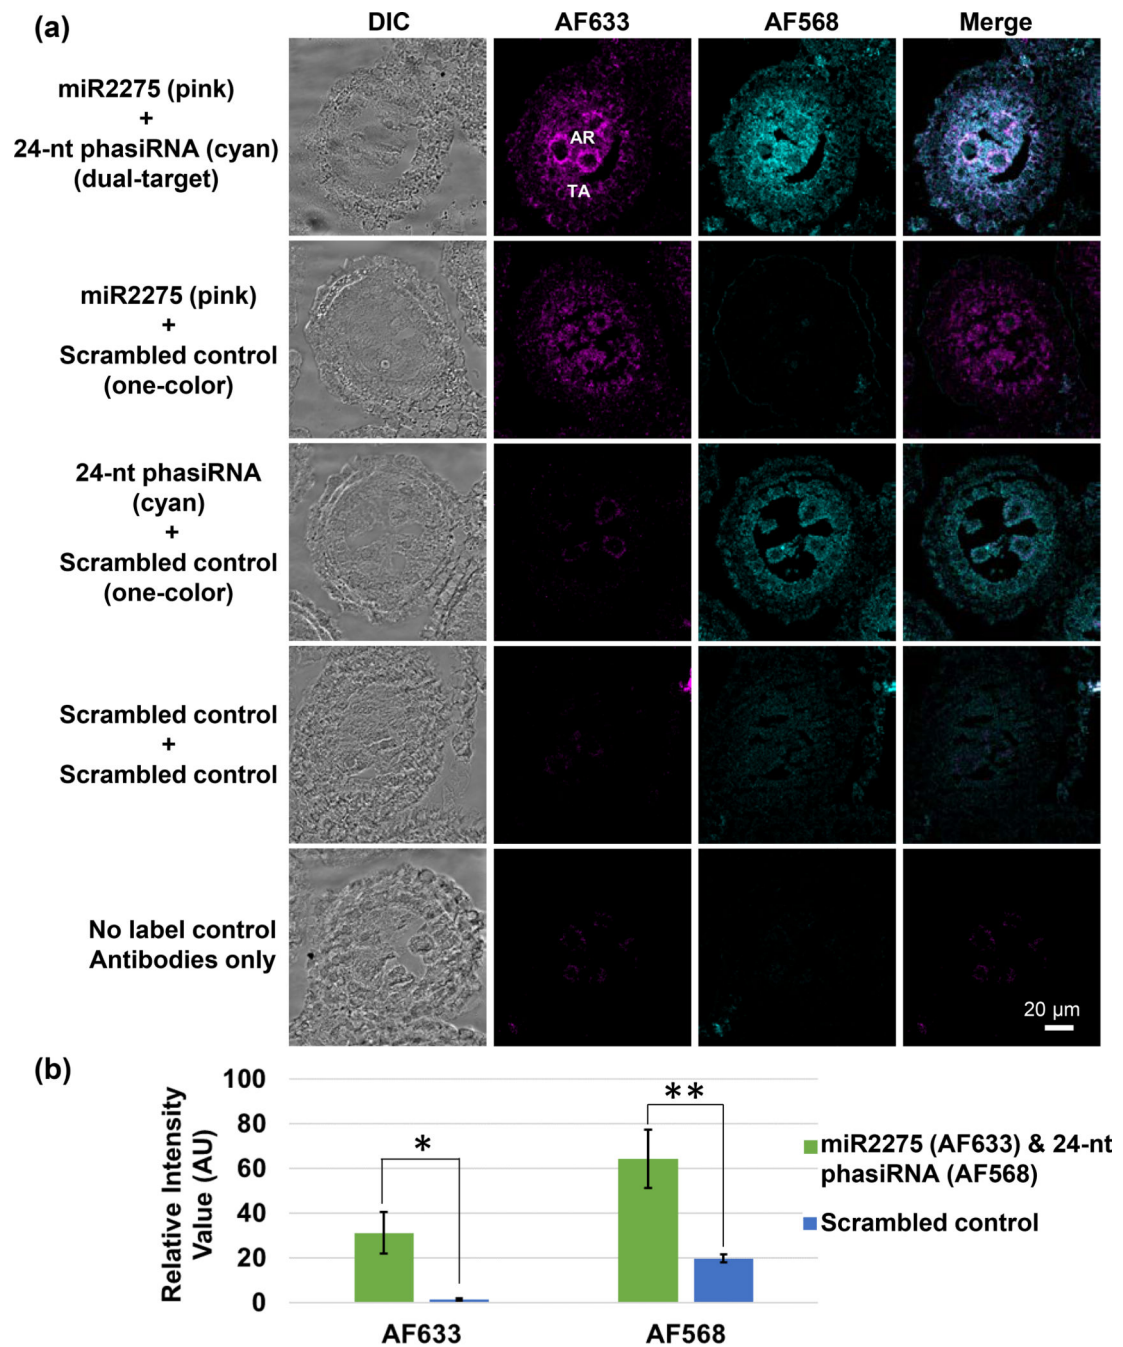 (a)
DIC
AF633
AF568
Merge
miR2275 (pink)
+
24-nt phasiRNA (cyan)
(dual-target)
AR
TA
miR2275 (pink)
+
Scrambled control
(one-color)
24-nt phasiRNA
(cyan)
+
Scrambled control
(one-color)
Scrambled control
+
Scrambled control
No label control
Antibodies only
20 µm
(b)
Relative Intensity
Value (AU)
100
80
60
40
20
0
*
**
AF633
AF568
miR2275 (AF633) & 24-nt
phasiRNA (AF568)
Scrambled control